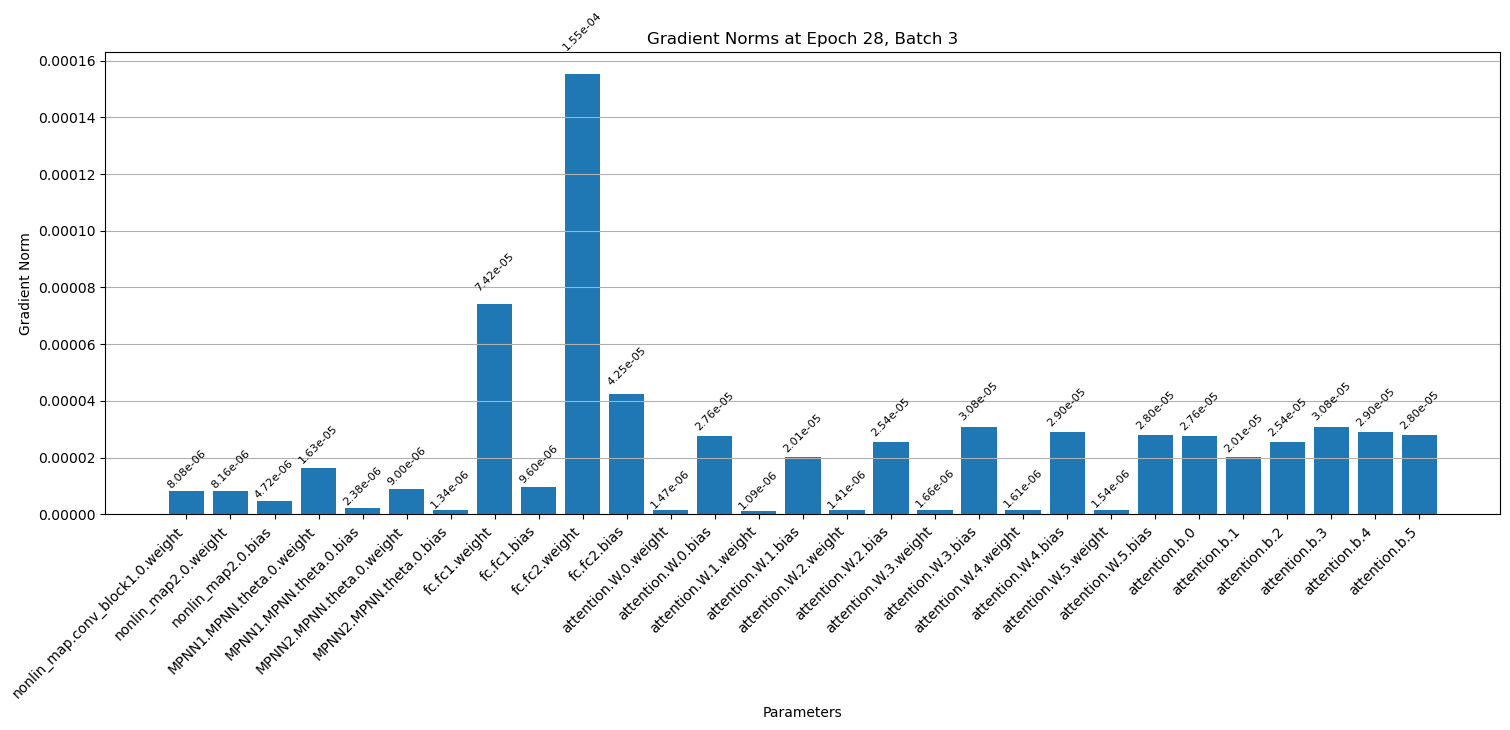 Gradient Norms at Epoch 28, Batch 3
Gradient Norm
0.00016
0.00014
0.00012
0.00010
0.00008
0.00006
0.00004
0.00002
0.00000
8.08e-06
8.16e-06
4.72e-06
1.63e-05
2.38e-06
9.00e-06
1.34e-06
7.42e-05
9.60e-06
1.55e-04
4.25e-05
1.47e-06
2.76e-05
1.09e-06
2.01e-05
1.41e-06
2.54e-05
1.66e-06
3.08e-05
1.61e-06
2.90e-05
1.54e-06
2.80e-05
2.76e-05
2.01e-05
2.54e-05
3.08e-05
2.90e-05
2.80e-05
nonlin_map.conv_block1.0.weight
nonlin_map2.0.weight
nonlin_map2.0.bias
MPNN1.MPNN.theta.0.weight
MPNN1.MPNN.theta.0.bias
MPNN2.MPNN.theta.0.weight
MPNN2.MPNN.theta.0.bias
fc.fc1.weight
fc.fc1.bias
fc.fc2.weight
fc.fc2.bias
attention.W.0.weight
attention.W.0.bias
attention.W.1.weight
attention.W.1.bias
attention.W.2.weight
attention.W.2.bias
attention.W.3.weight
attention.W.3.bias
attention.W.4.weight
attention.W.4.bias
attention.W.5.weight
attention.W.5.bias
attention.b.0
attention.b.1
attention.b.2
attention.b.3
attention.b.4
attention.b.5
Parameters